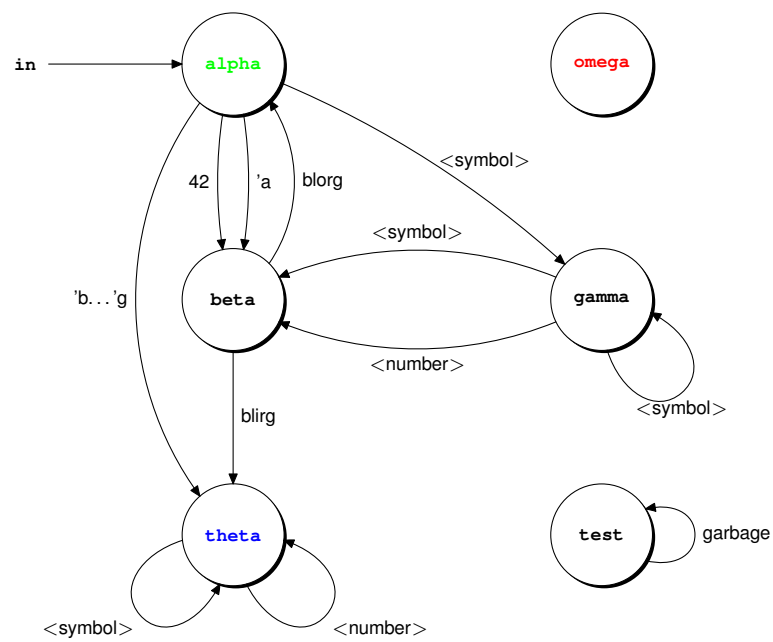 in
alpha
omega
<symbol>
42
'a
blorg
<symbol>
'b...'g
beta
gamma
<number>
<symbol>
blirg
theta
test
garbage
<symbol>
<number>